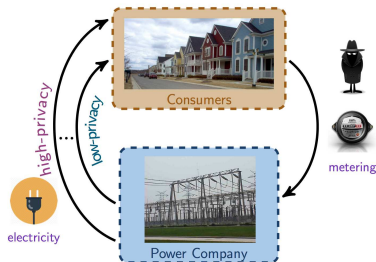 Consumers
high-privacy
...
low-privacy
metering
electricity
Power Company